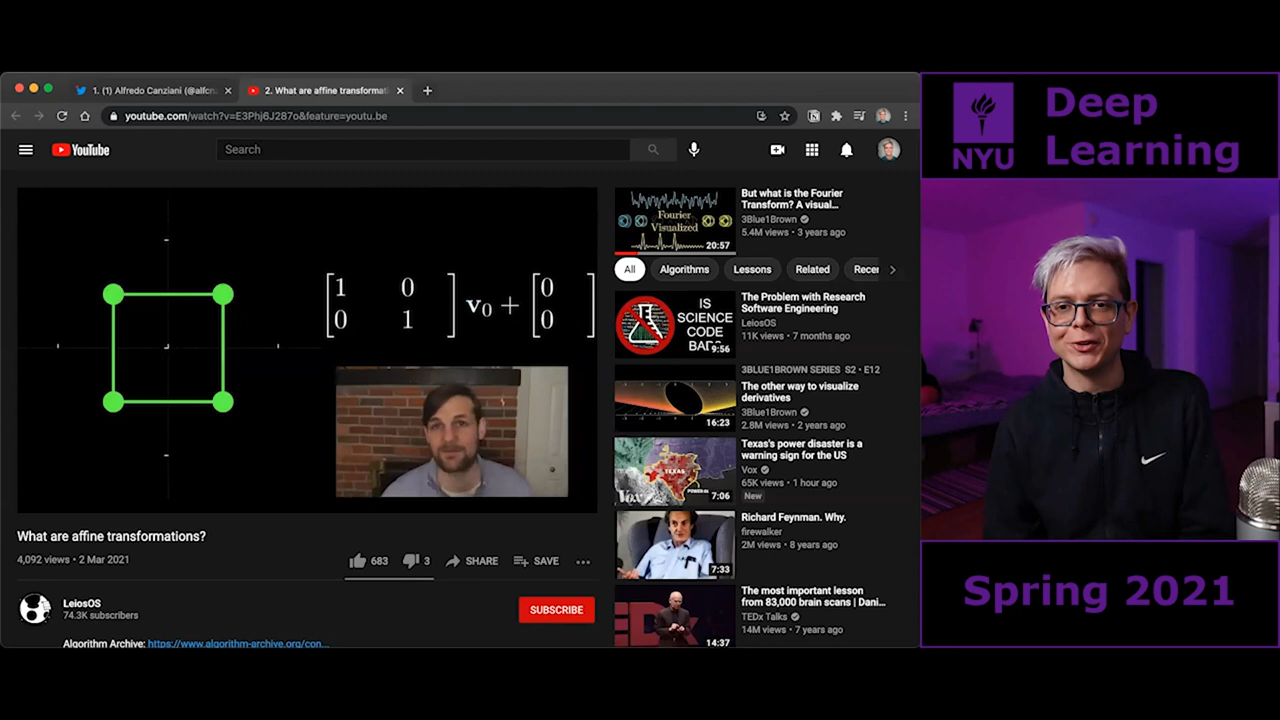 1. (1) Alfredo Canziani (@alfcn
2. What are affine transformati
youtube.com/watch?v=E3Phj6J287o&feature=youtu.be
YouTube
Search
1 0
0 1
v0 +
0
0
What are affine transformations?
4,092 views • 2 Mar 2021
683
3
SHARE
SAVE
LeiosOS
74.3K subscribers
SUBSCRIBE
Algorithm Archive: https://www.algorithm-archive.org/con...
Fourier
Visualized
20:57
But what is the Fourier
Transform? A visual...
3Blue1Brown
5.4M views • 3 years ago
All
Algorithms
Lessons
Related
Recer
IS
SCIENCE
CODE
BAD?
9:56
The Problem with Research
Software Engineering
LeiosOS
11K views • 7 months ago
16:23
3BLUE1BROWN SERIES S2 • E12
The other way to visualize
derivatives
3Blue1Brown
2.8M views • 2 years ago
TEXAS
Vox
7:06
Texas's power disaster is a
warning sign for the US
Vox
65K views • 1 hour ago
New
7:33
Richard Feynman. Why.
firewalker
2M views • 8 years ago
EDx
14:37
The most important lesson
from 83,000 brain scans | Dani...
TEDx Talks
14M views • 7 years ago
NYU
Deep
Learning
Spring 2021